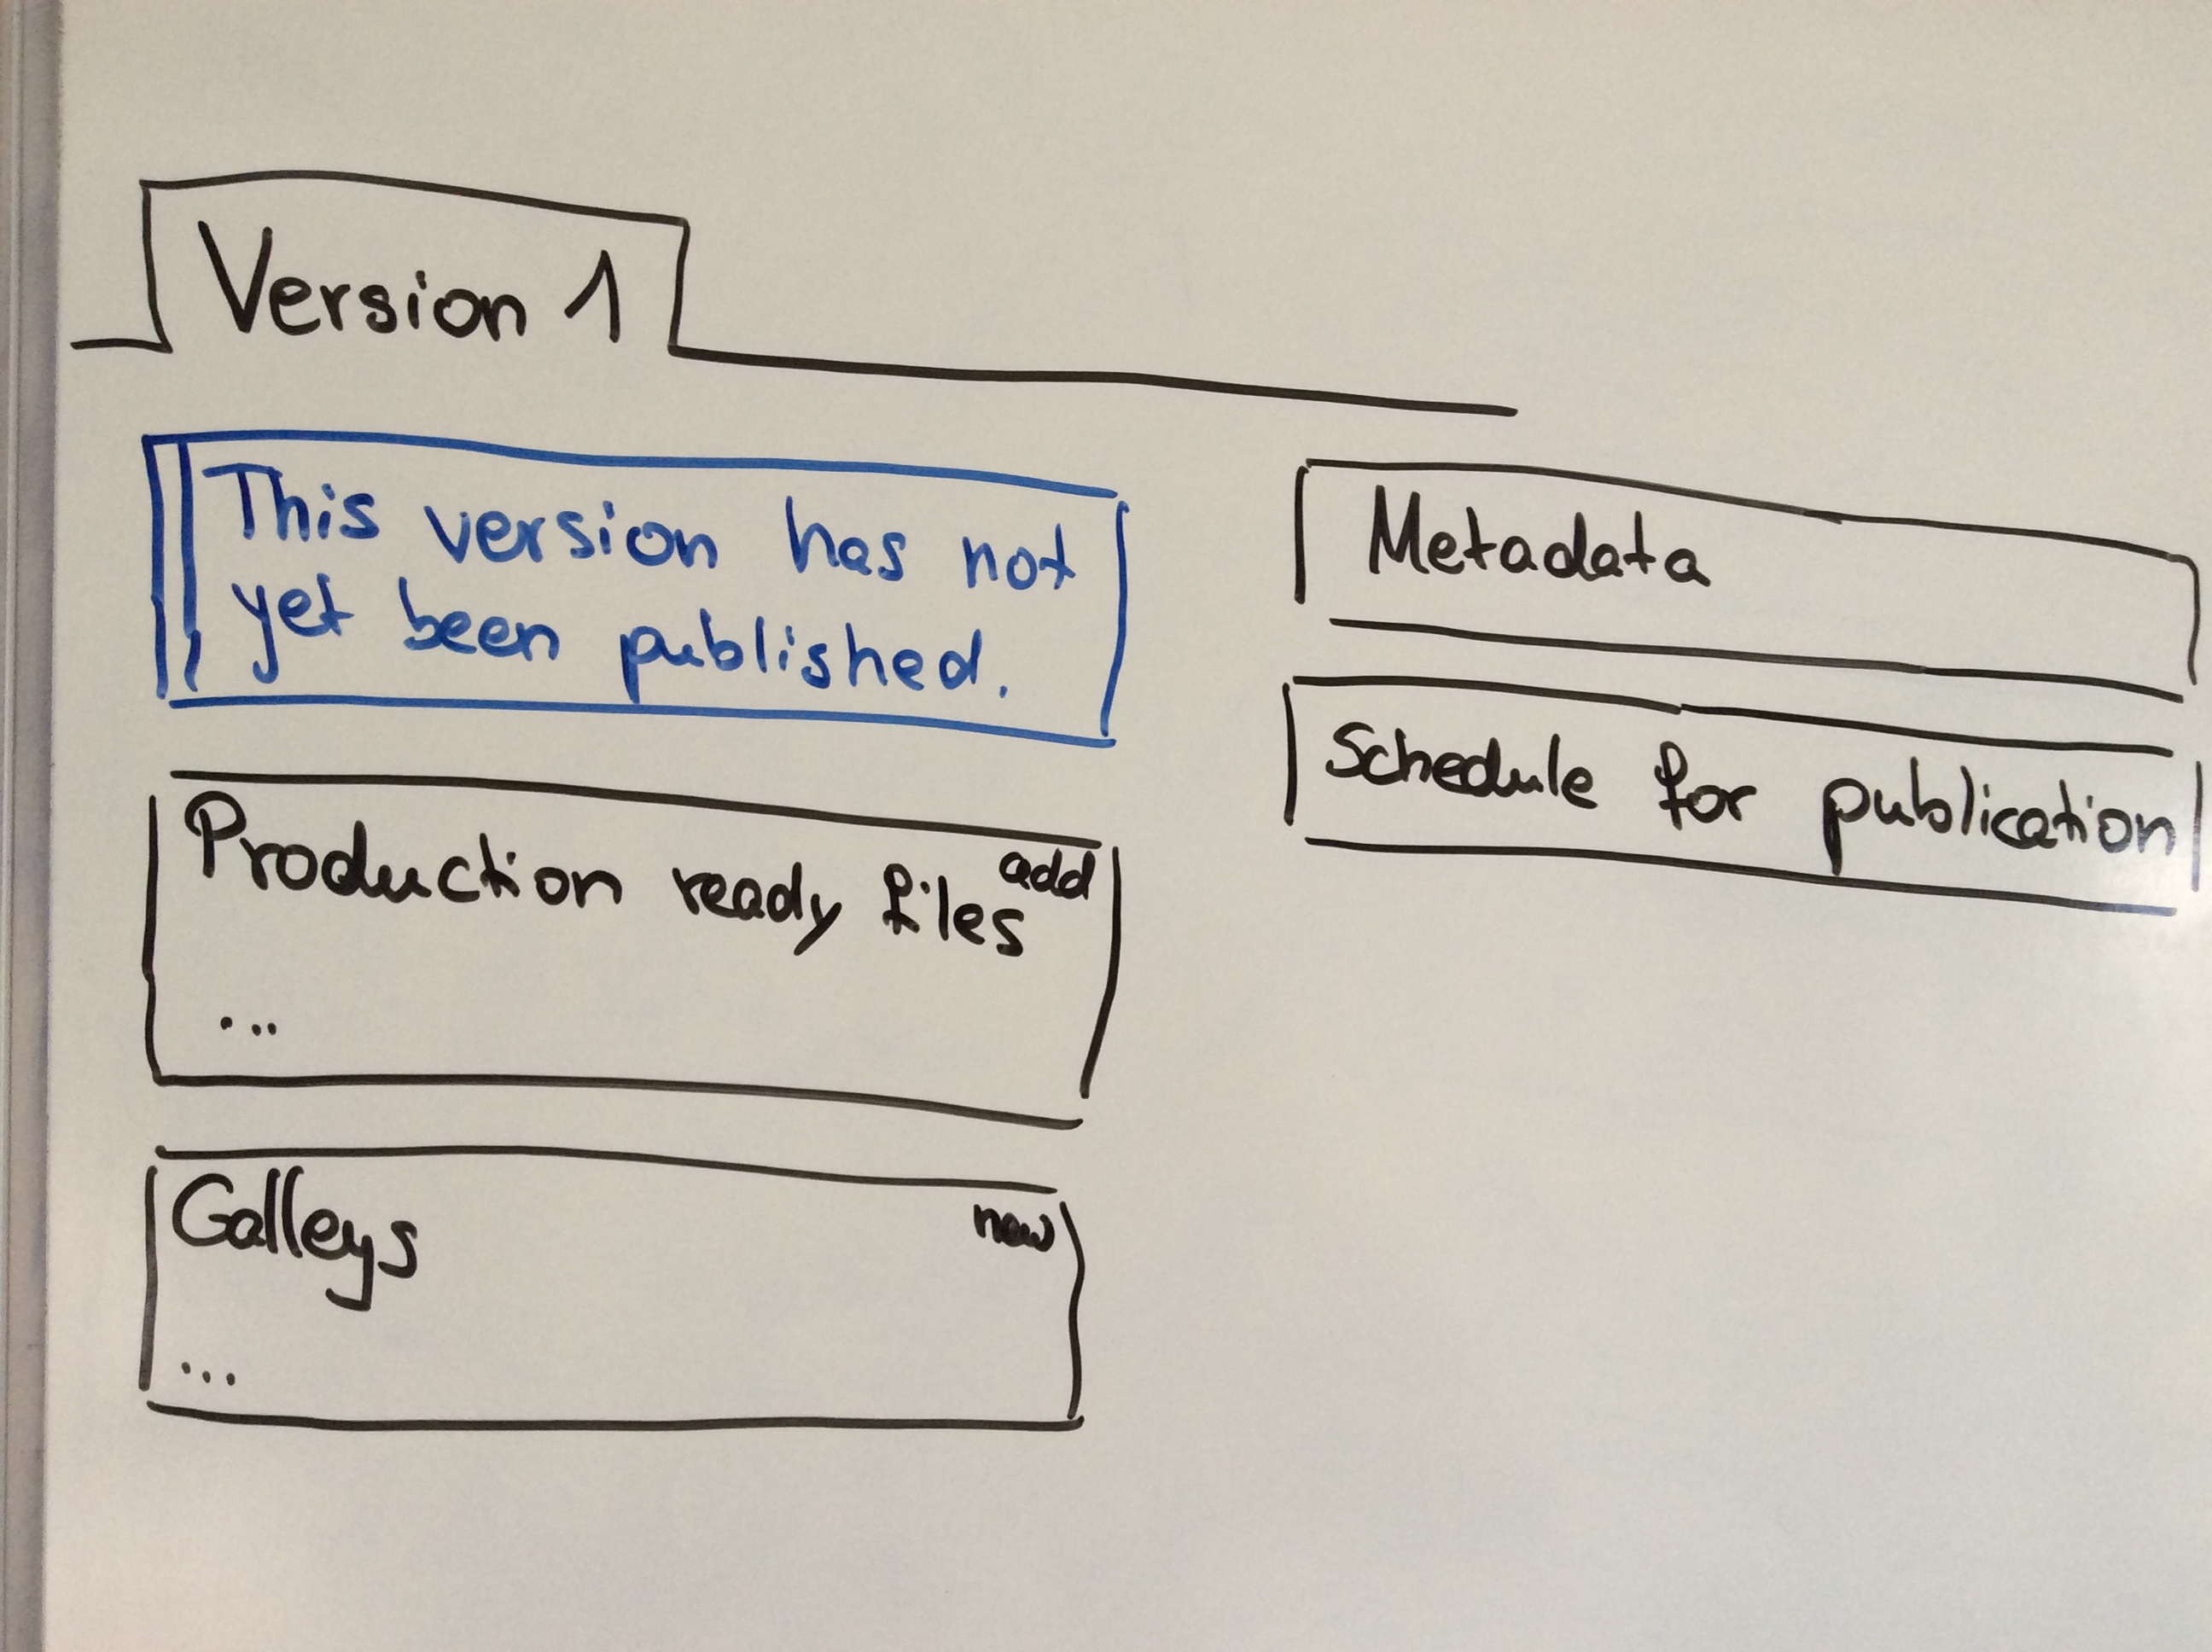 Version 1
This version has not
yet been published.
Production ready files add
...
Galleys new
...
Metadata
Schedule for publication